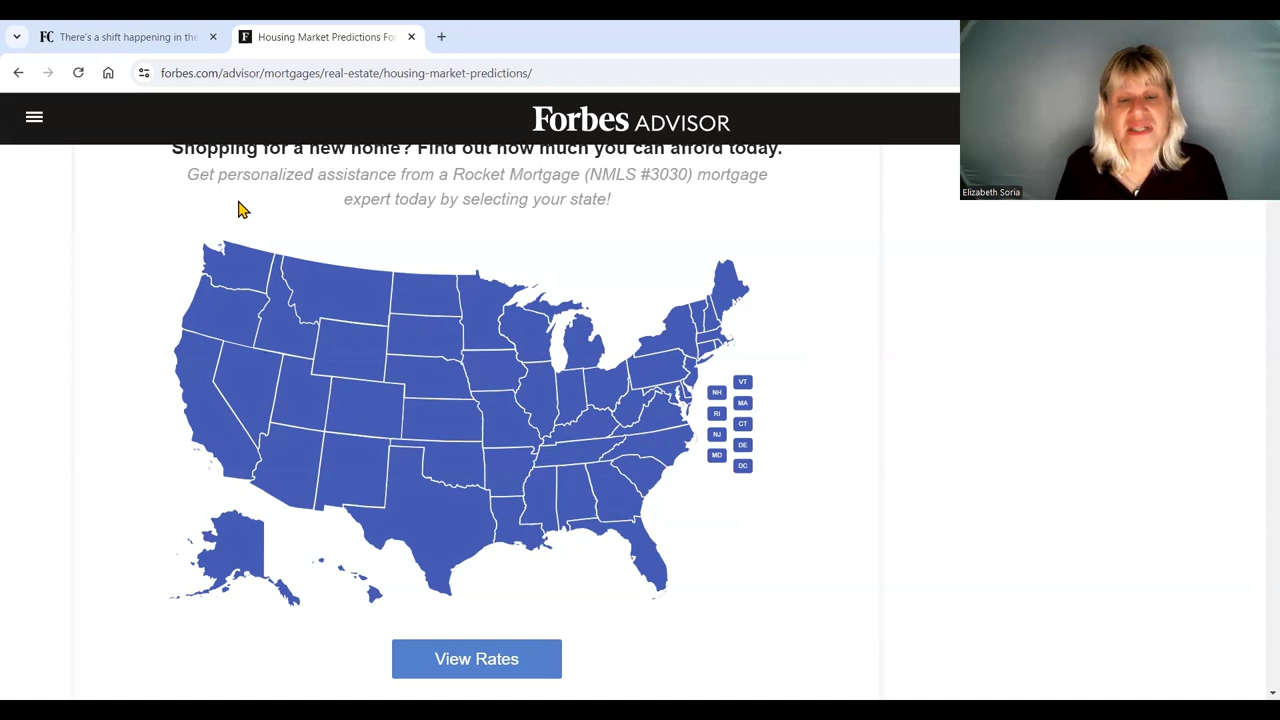 There's a shift happening in the
Housing Market Predictions Fo
forbes.com/advisor/mortgages/real-estate/housing-market-predictions/
Forbes ADVISOR
Shopping for a new home? Find out how much you can afford today.
Get personalized assistance from a Rocket Mortgage (NMLS #3030) mortgage
expert today by selecting your state!
VT
NH
MA
RI
CT
NJ
DE
MD
DC
View Rates
Elizabeth Soria